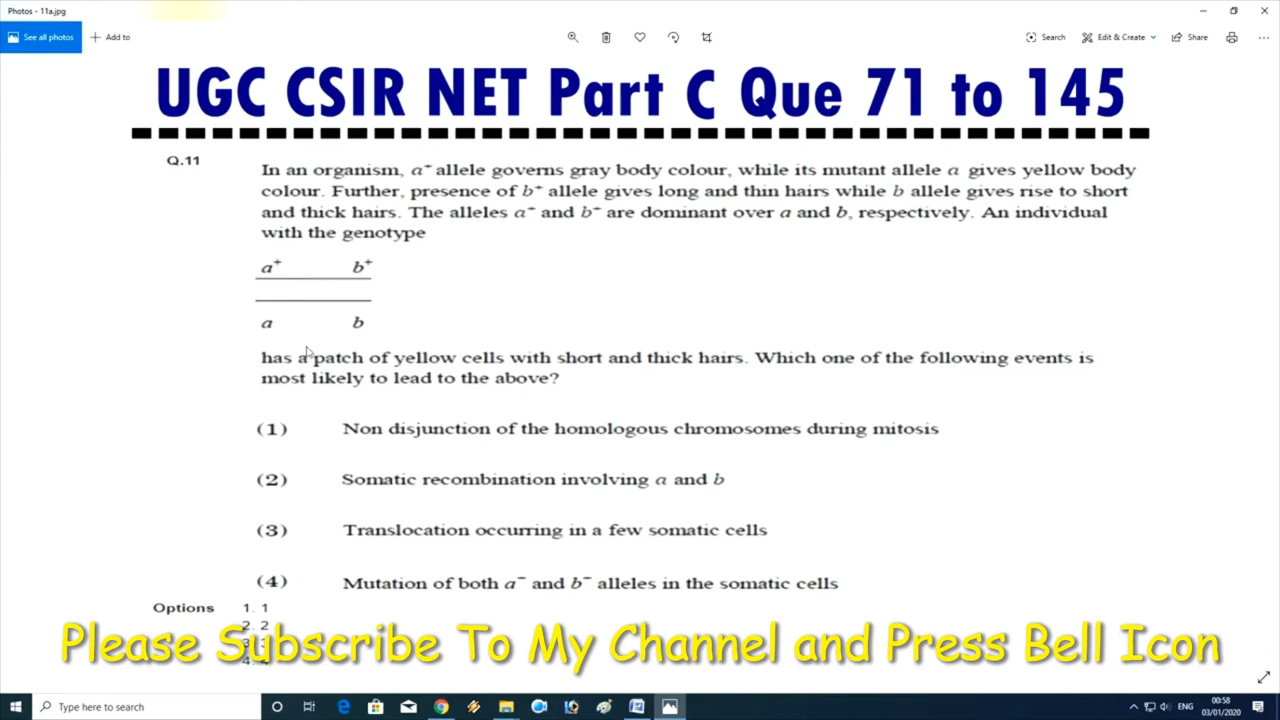 Photos - 11a.jpg
See all photos
Add to
Search
Edit & Create
Share
UGC CSIR NET Part C Que 71 to 145
Q.11
In an organism, a⁺ allele governs gray body colour, while its mutant allele a gives yellow body
colour. Further, presence of b⁺ allele gives long and thin hairs while b allele gives rise to short
and thick hairs. The alleles a⁺ and b⁺ are dominant over a and b, respectively. An individual
with the genotype
a⁺ b⁺
a b
has a patch of yellow cells with short and thick hairs. Which one of the following events is
most likely to lead to the above?
(1) Non disjunction of the homologous chromosomes during mitosis
(2) Somatic recombination involving a and b
(3) Translocation occurring in a few somatic cells
(4) Mutation of both a⁺ and b⁺ alleles in the somatic cells
Options 1. 1
2. 2
Please Subscribe To My Channel and Press Bell Icon
Type here to search
ENG
00:58
03/01/2020